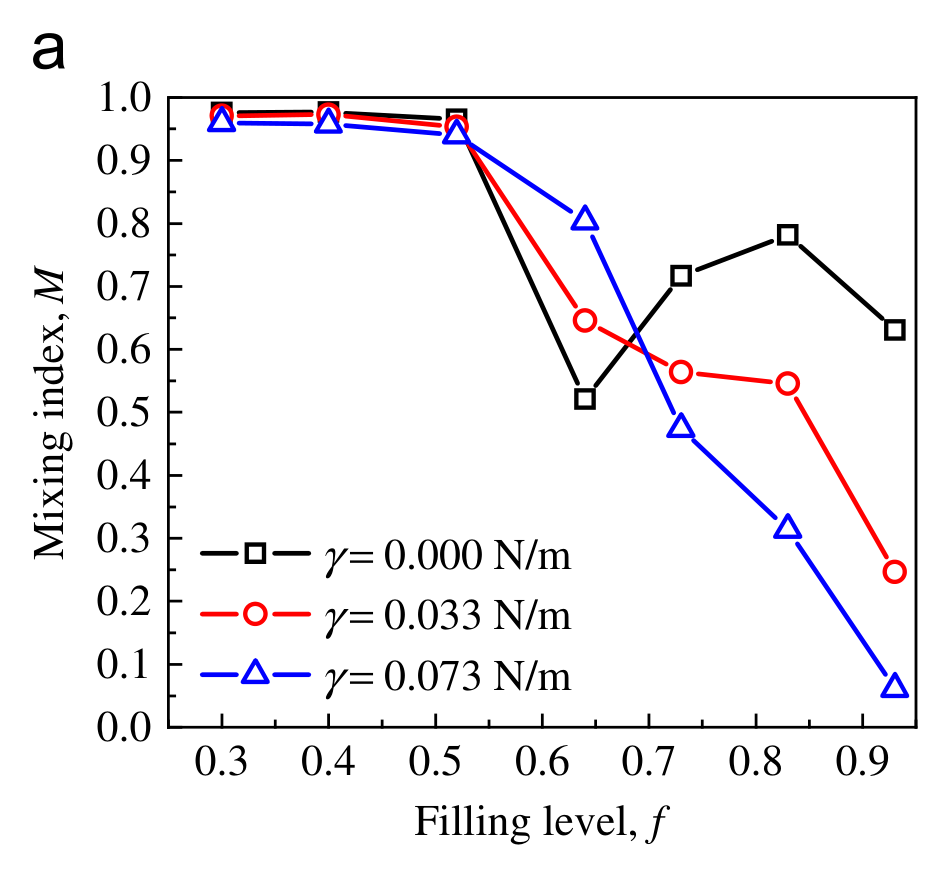 a
1.0
0.9
0.8
0.7
0.6
0.5
0.4
0.3
0.2
0.1
0.0
Mixing index, M
γ= 0.000 N/m
γ= 0.033 N/m
γ= 0.073 N/m
0.3 0.4 0.5 0.6 0.7 0.8 0.9
Filling level, f